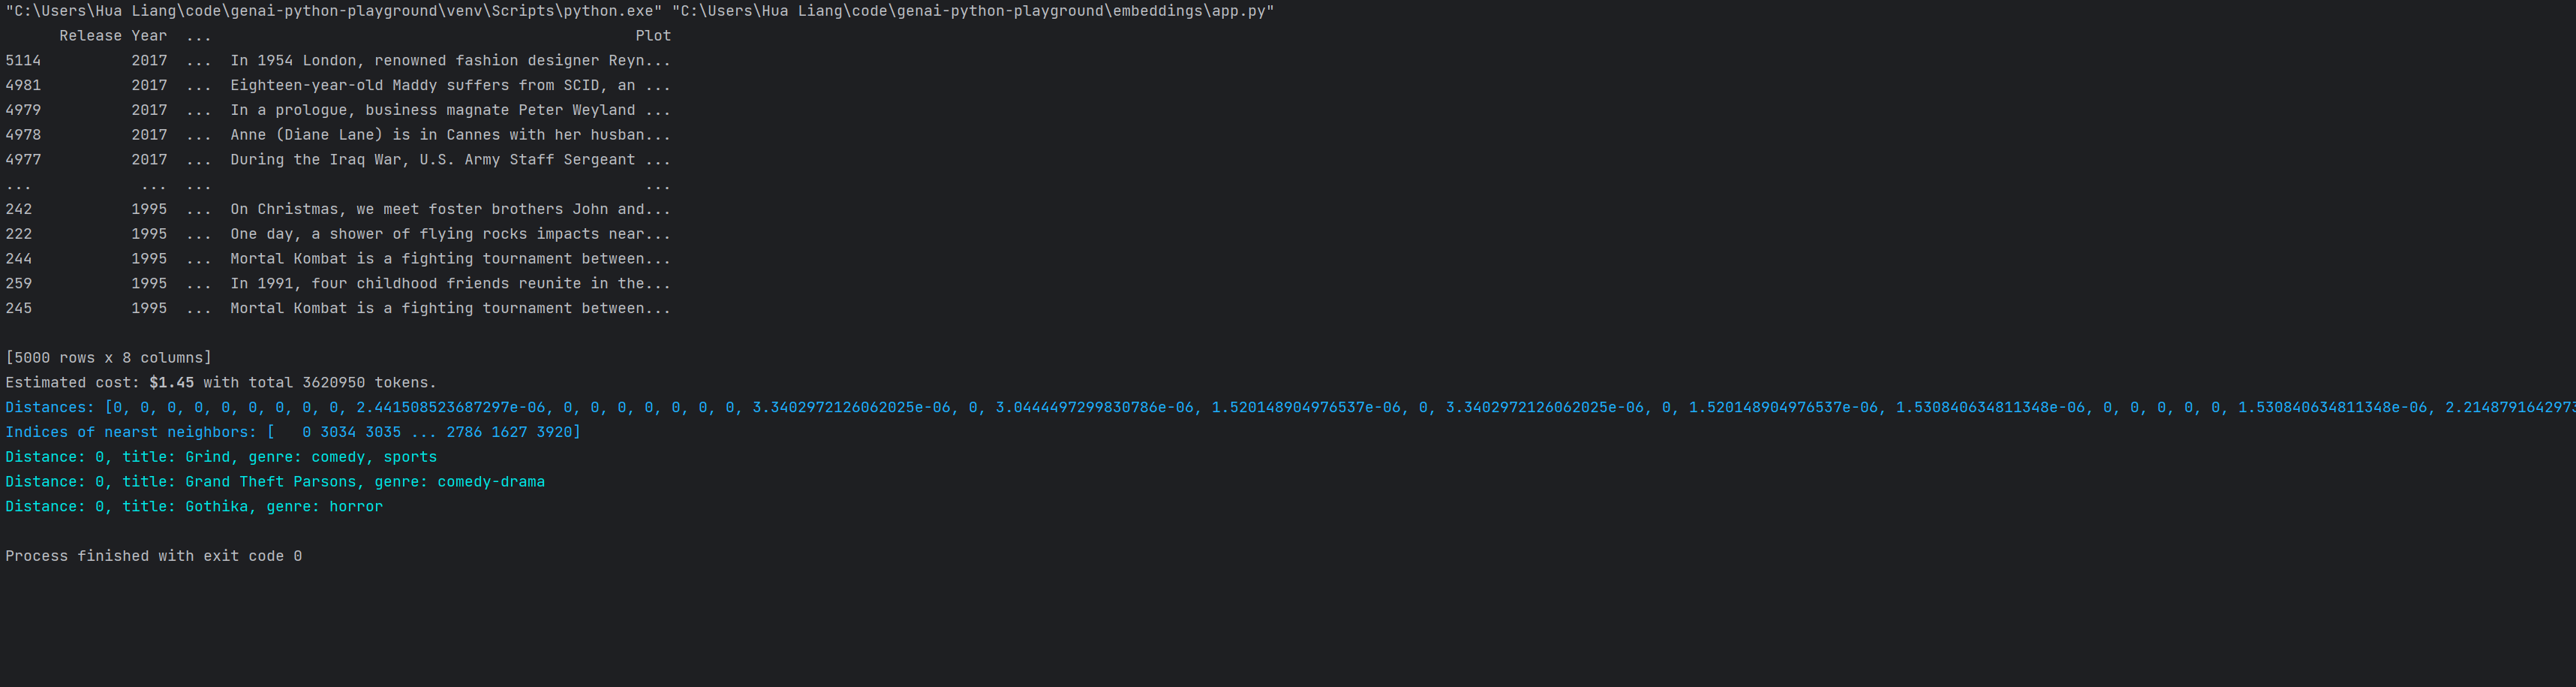 "C:\Users\Hua Liang\code\genai-python-playground\venv\Scripts\python.exe" "C:\Users\Hua Liang\code\genai-python-playground\embeddings\app.py"
      Release Year  ...                                               Plot
5114          2017  ...  In 1954 London, renowned fashion designer Reyn...
4981          2017  ...  Eighteen-year-old Maddy suffers from SCID, an ...
4979          2017  ...  In a prologue, business magnate Peter Weyland ...
4978          2017  ...  Anne (Diane Lane) is in Cannes with her husban...
4977          2017  ...  During the Iraq War, U.S. Army Staff Sergeant ...
...            ...  ...                                                ...
242           1995  ...  On Christmas, we meet foster brothers John and...
222           1995  ...  One day, a shower of flying rocks impacts near...
244           1995  ...  Mortal Kombat is a fighting tournament between...
259           1995  ...  In 1991, four childhood friends reunite in the...
245           1995  ...  Mortal Kombat is a fighting tournament between...
[5000 rows x 8 columns]
Estimated cost: $1.45 with total 3620950 tokens.
Distances: [0, 0, 0, 0, 0, 0, 0, 0, 0, 2.441508523687297e-06, 0, 0, 0, 0, 0, 0, 0, 3.3402972126062025e-06, 0, 3.0444497299830786e-06, 1.520148904976537e-06, 0, 3.3402972126062025e-06, 0, 1.520148904976537e-06, 1.530840634811348e-06, 0, 0, 0, 0, 0, 1.530840634811348e-06, 2.2148791642973
Indices of nearst neighbors: [   0 3034 3035 ... 2786 1627 3920]
Distance: 0, title: Grind, genre: comedy, sports
Distance: 0, title: Grand Theft Parsons, genre: comedy-drama
Distance: 0, title: Gothika, genre: horror
Process finished with exit code 0